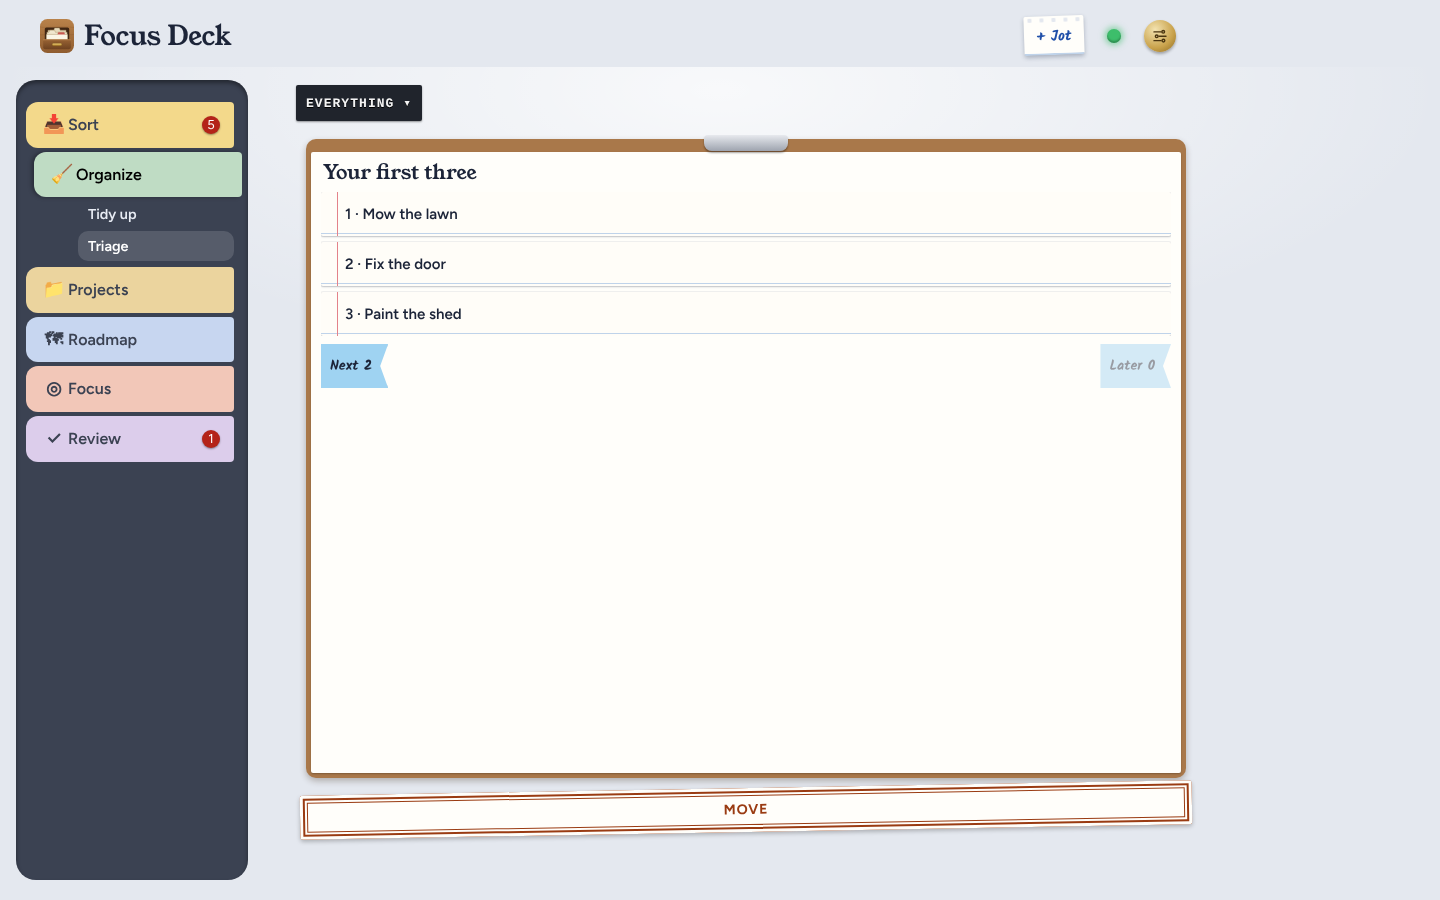 Focus Deck
+ Jot
EVERYTHING ▾
Sort 5
Organize
Tidy up
Triage
Projects
Roadmap
Focus
Review 1
Your first three
1 · Mow the lawn
2 · Fix the door
3 · Paint the shed
Next 2
Later 0
MOVE